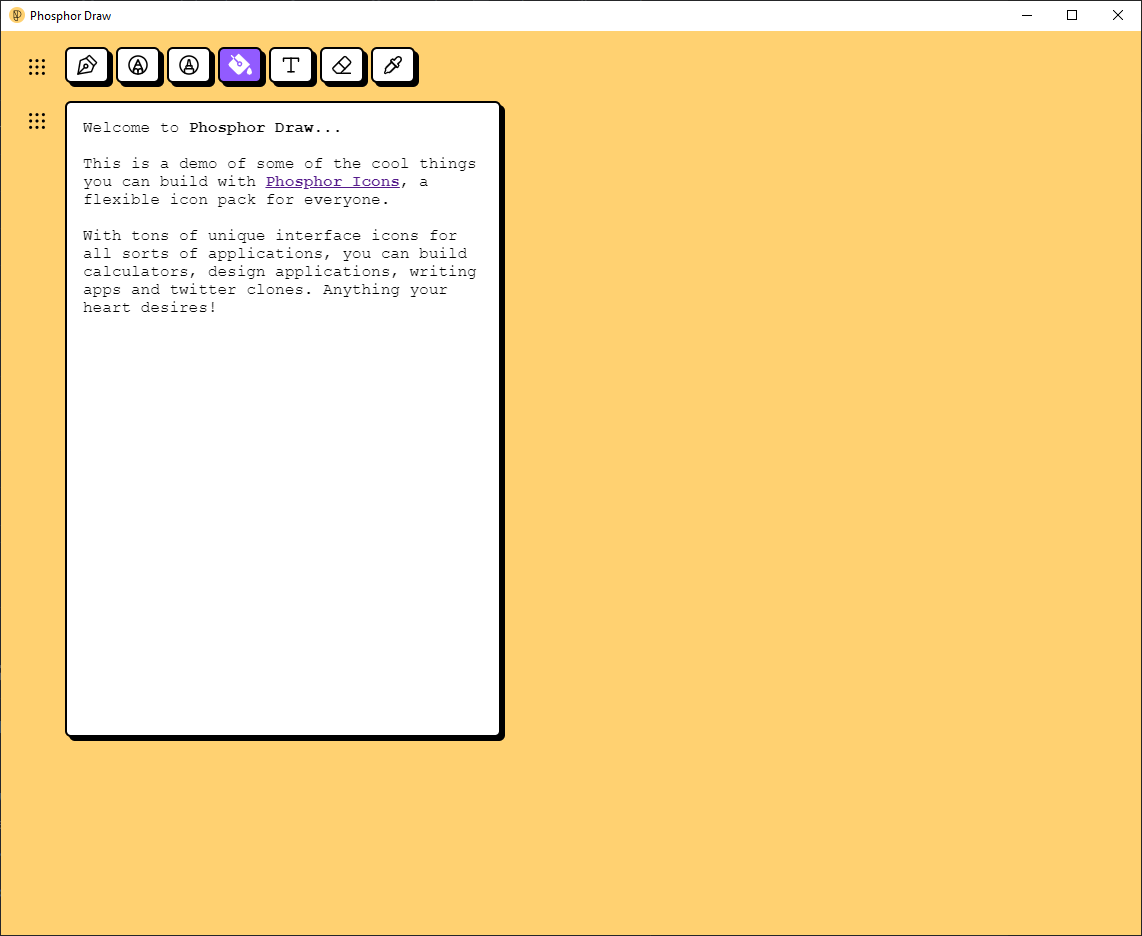 Phosphor Draw
Welcome to Phosphor Draw...
This is a demo of some of the cool things
you can build with Phosphor Icons, a
flexible icon pack for everyone.
With tons of unique interface icons for
all sorts of applications, you can build
calculators, design applications, writing
apps and twitter clones. Anything your
heart desires!